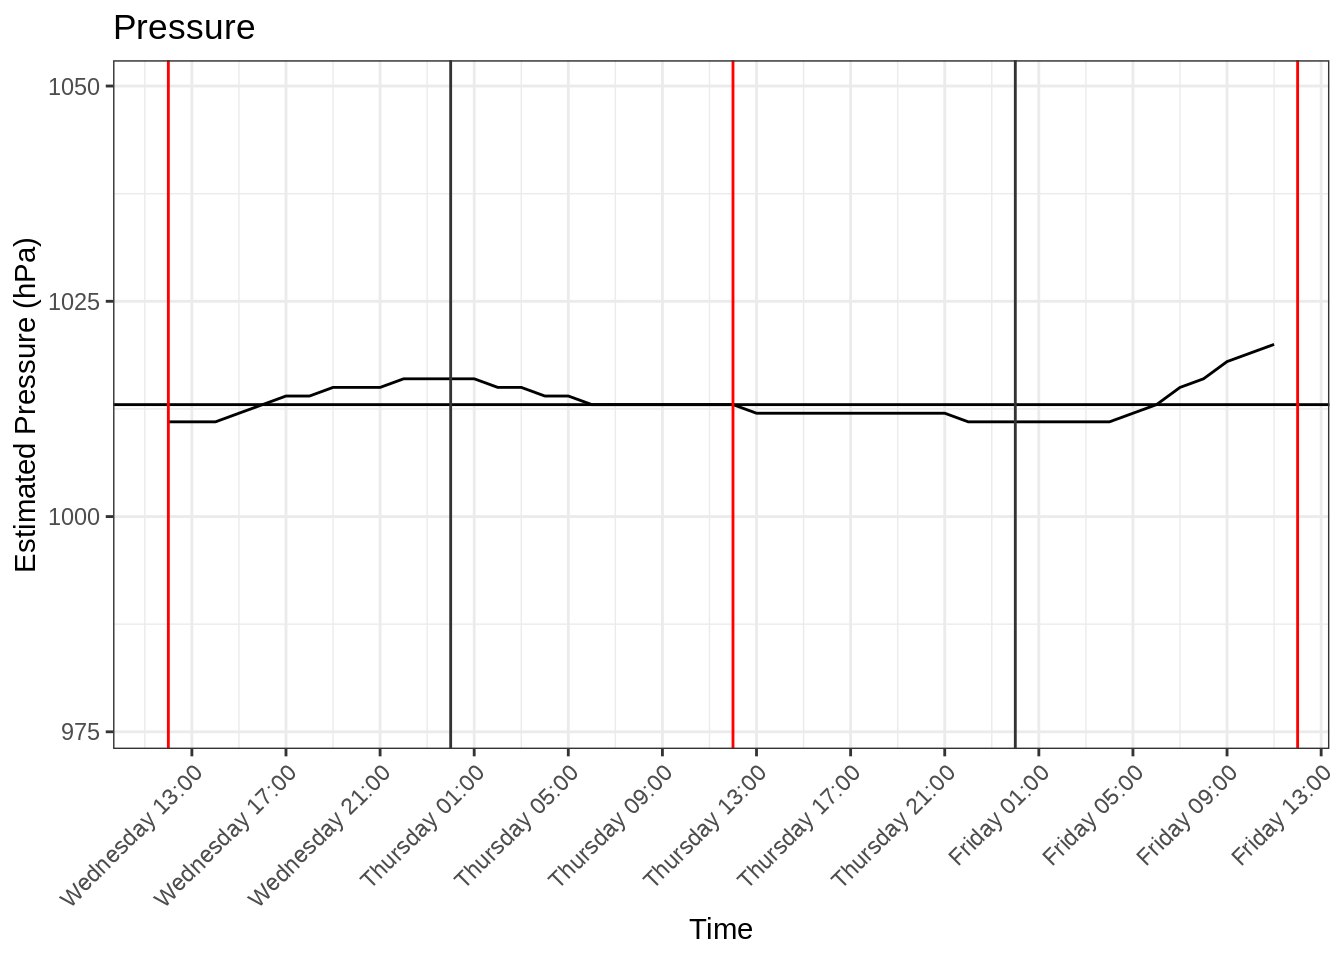 Pressure
1050
1025
1000
975
Estimated Pressure (hPa)
Wednesday 13:00
Wednesday 17:00
Wednesday 21:00
Thursday 01:00
Thursday 05:00
Thursday 09:00
Thursday 13:00
Thursday 17:00
Thursday 21:00
Friday 01:00
Friday 05:00
Friday 09:00
Friday 13:00
Time